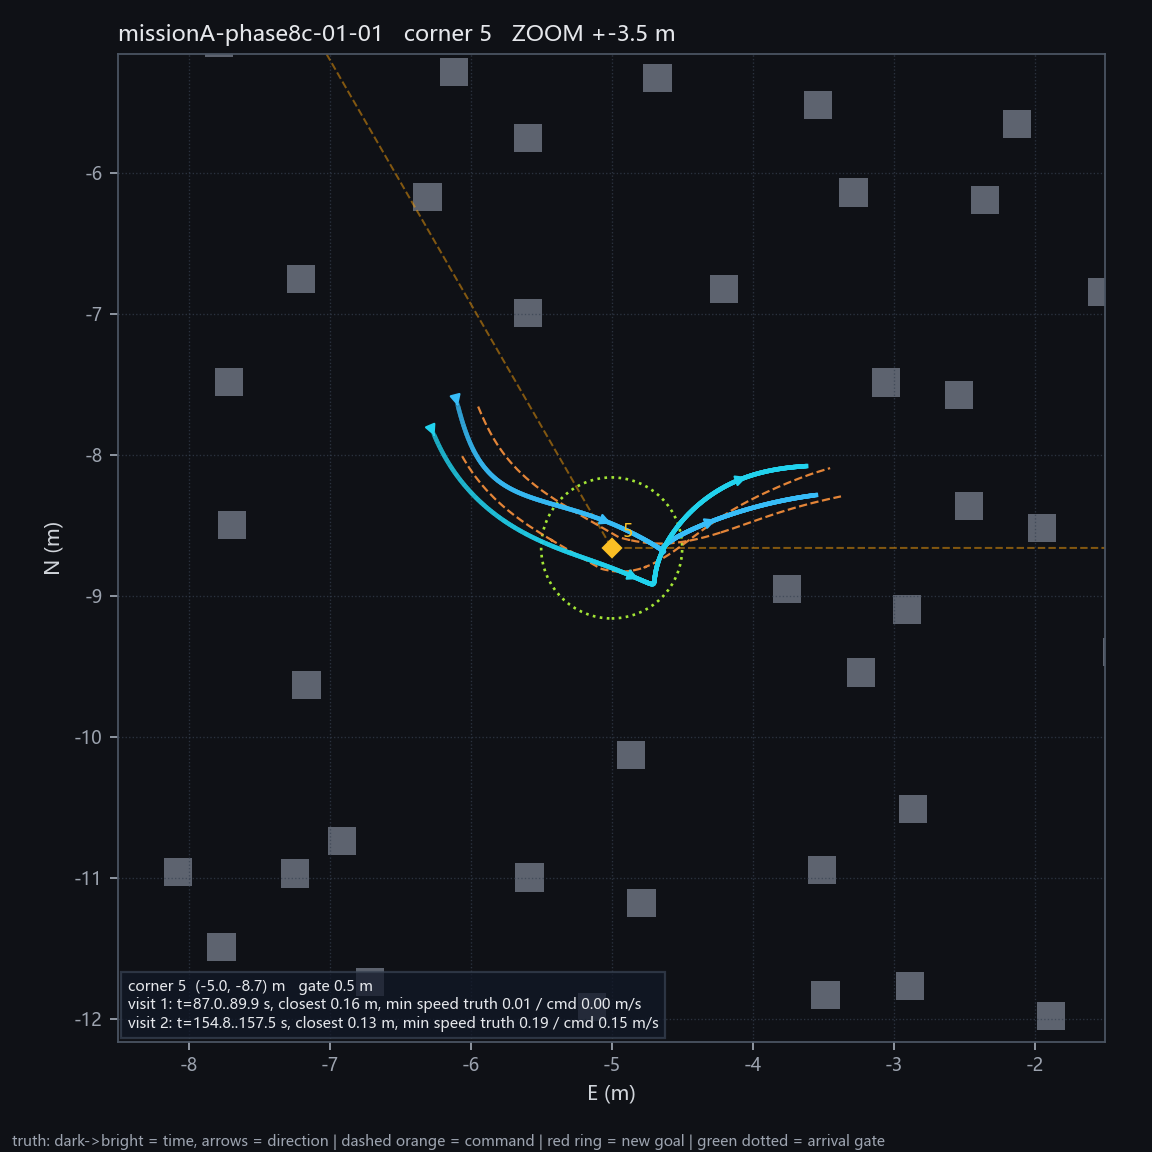 missionA-phase8c-01-01   corner 5   ZOOM +-3.5 m
N (m)
-6
-7
-8
-9
-10
-11
-12
5
corner 5  (-5.0, -8.7) m   gate 0.5 m
visit 1: t=87.0..89.9 s, closest 0.16 m, min speed truth 0.01 / cmd 0.00 m/s
visit 2: t=154.8..157.5 s, closest 0.13 m, min speed truth 0.19 / cmd 0.15 m/s
-8 -7 -6 -5 -4 -3 -2
E (m)
truth: dark->bright = time, arrows = direction | dashed orange = command | red ring = new goal | green dotted = arrival gate